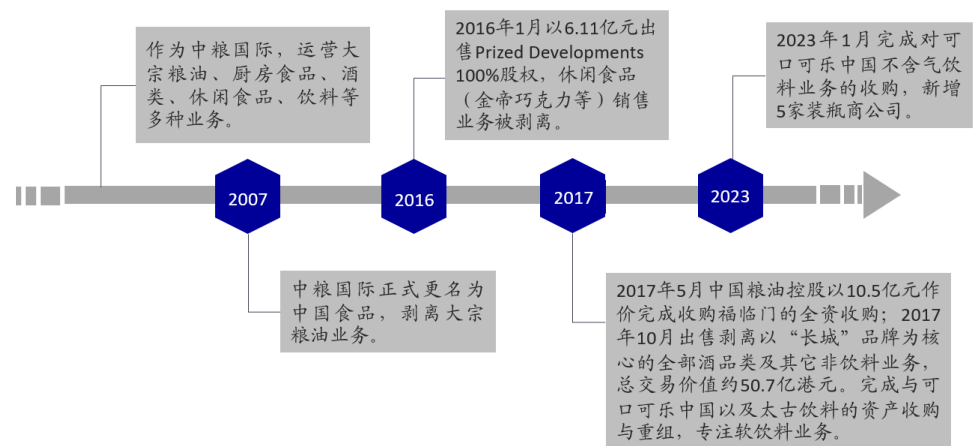 作为中粮国际，运营大
宗粮油、厨房食品、酒
类、休闲食品、饮料等
多种业务。
2016年1月以6.11亿元出
售Prized Developments
100%股权，休闲食品
（金帝巧克力等）销售
业务被剥离。
2023年1月完成对可
口可乐中国不含气饮
料业务的收购，新增
5家装瓶商公司。
2007
2016
2017
2023
中粮国际正式更名为
中国食品，剥离大宗
粮油业务。
2017年5月中国粮油控股以10.5亿元作
价完成收购福临门的全资收购；2017
年10月出售剥离以“长城”品牌为核
心的全部酒品类及其它非饮料业务，
总交易价值约50.7亿港元。完成与可
口可乐中国以及太古饮料的资产收购
与重组，专注软饮料业务。